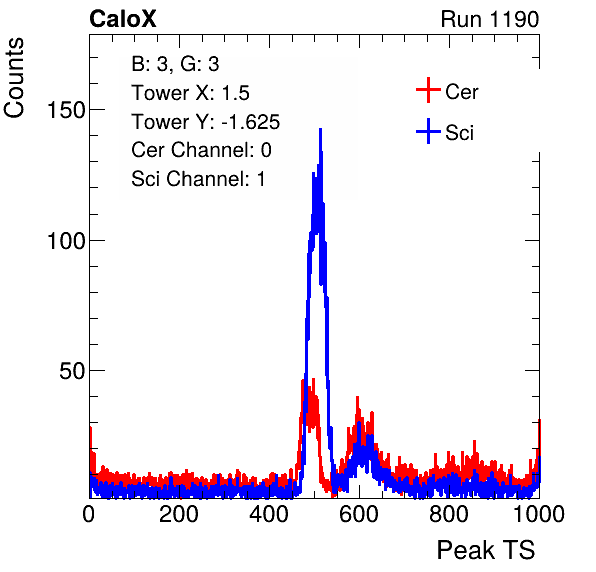 CaloX Run 1190
Counts
B: 3, G: 3
Tower X: 1.5
Tower Y: -1.625
Cer Channel: 0
Sci Channel: 1
Cer
Sci
150
100
50
0 200 400 600 800 1000
Peak TS